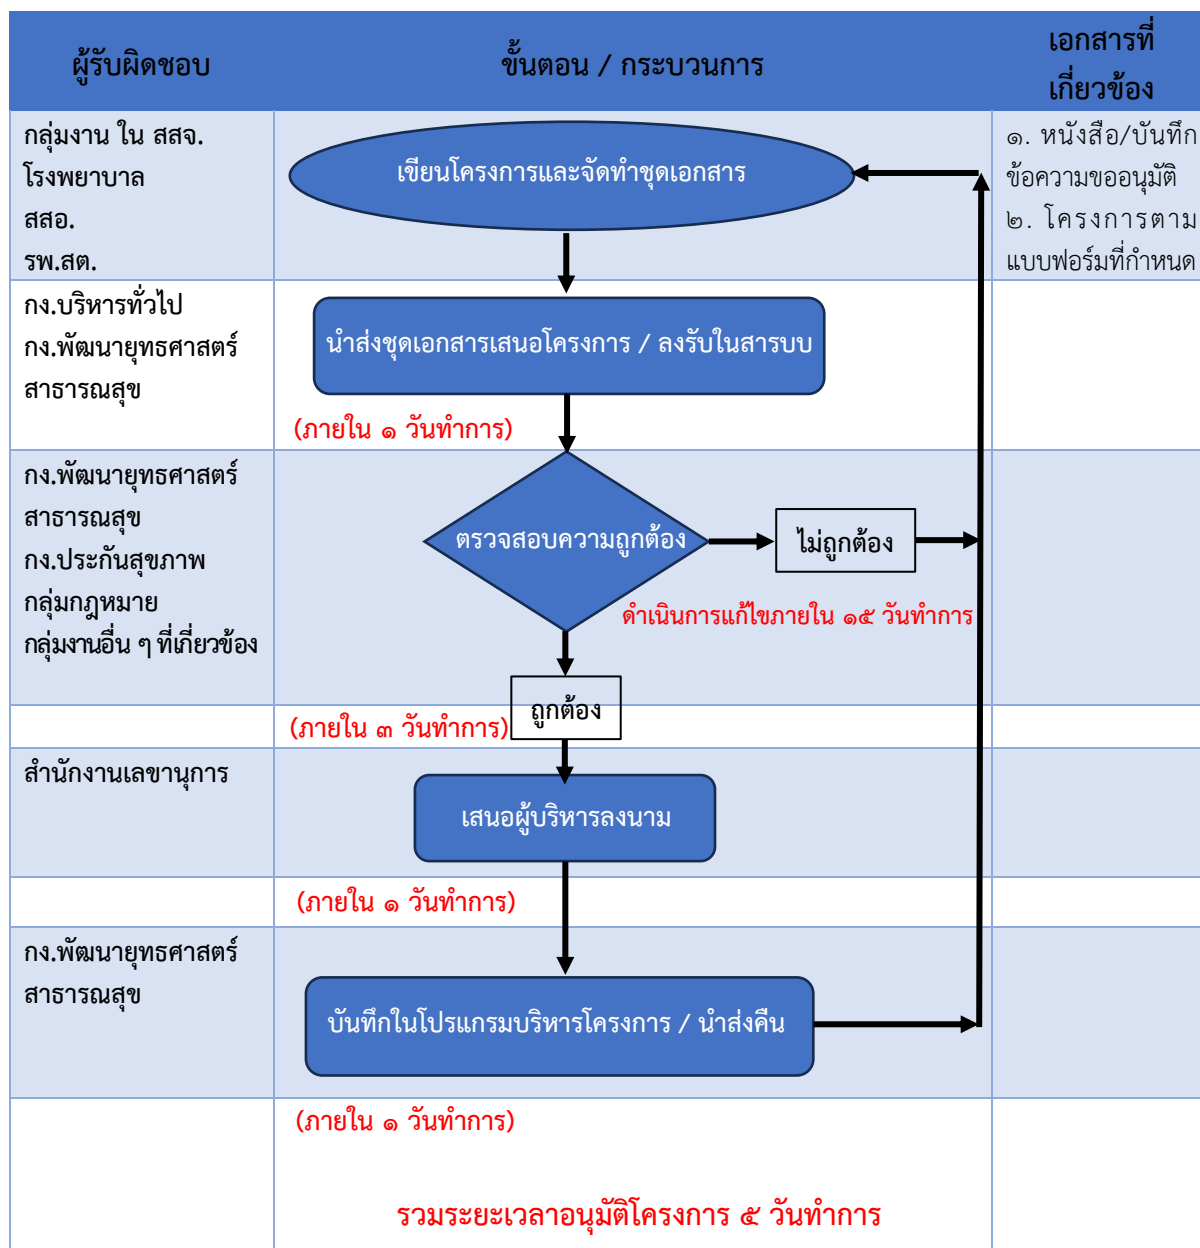 ผู้รับผิดชอบ
ขั้นตอน / กระบวนการ
เอกสารที่
เกี่ยวข้อง
กลุ่มงาน ใน สสจ.
โรงพยาบาล
สสอ.
รพ.สต.
เขียนโครงการและจัดทำชุดเอกสาร
๑. หนังสือ/บันทึก
ข้อความขออนุมัติ
๒. โครงการตาม
แบบฟอร์มที่กำหนด
กง.บริหารทั่วไป
กง.พัฒนายุทธศาสตร์
สาธารณสุข
นำส่งชุดเอกสารเสนอโครงการ / ลงรับในสารบบ
(ภายใน ๑ วันทำการ)
กง.พัฒนายุทธศาสตร์
สาธารณสุข
กง.ประกันสุขภาพ
กลุ่มกฎหมาย
กลุ่มงานอื่น ๆ ที่เกี่ยวข้อง
ตรวจสอบความถูกต้อง
ไม่ถูกต้อง
ดำเนินการแก้ไขภายใน ๑๕ วันทำการ
ถูกต้อง
(ภายใน ๓ วันทำการ)
สำนักงานเลขานุการ
เสนอผู้บริหารลงนาม
(ภายใน ๑ วันทำการ)
กง.พัฒนายุทธศาสตร์
สาธารณสุข
บันทึกในโปรแกรมบริหารโครงการ / นำส่งคืน
(ภายใน ๑ วันทำการ)
รวมระยะเวลาอนุมัติโครงการ ๕ วันทำการ